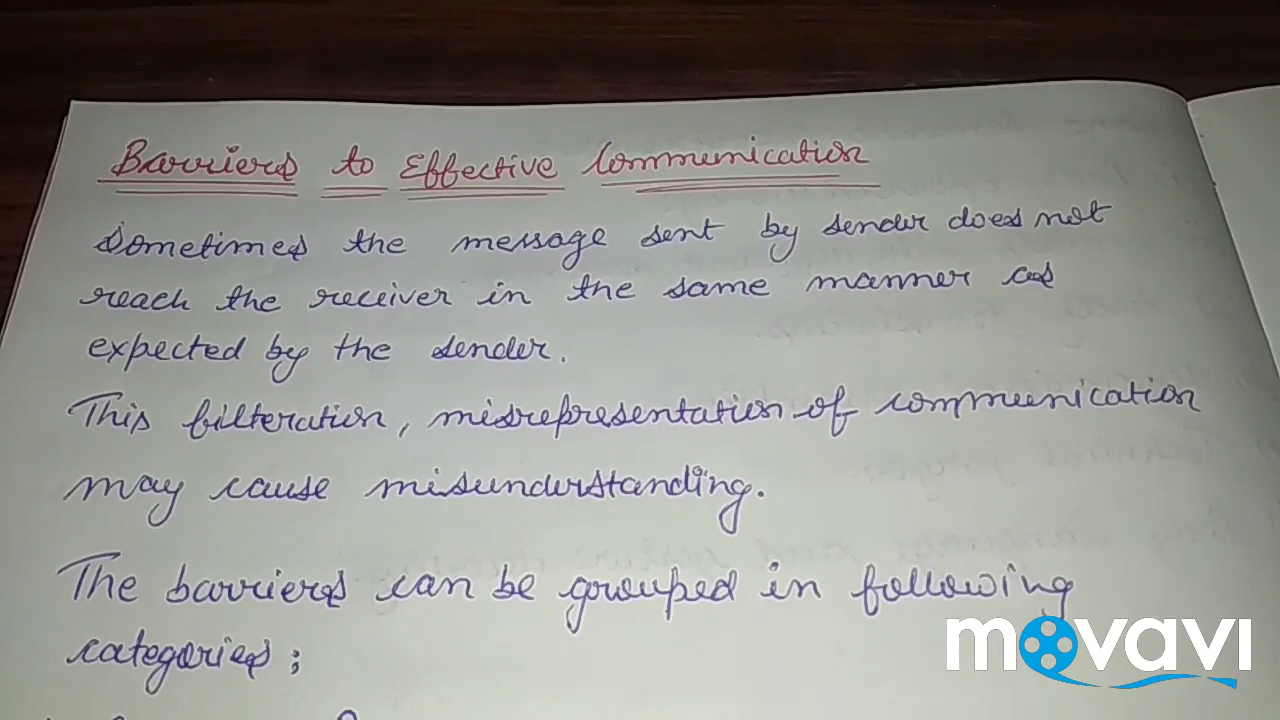 Barriers to Effective Communication
Sometimes the message sent by sender does not
reach the receiver in the same manner as
expected by the sender.
This filteration, misrepresentation of communication
may cause misunderstanding.
The barriers can be grouped in following
categories;
movavi